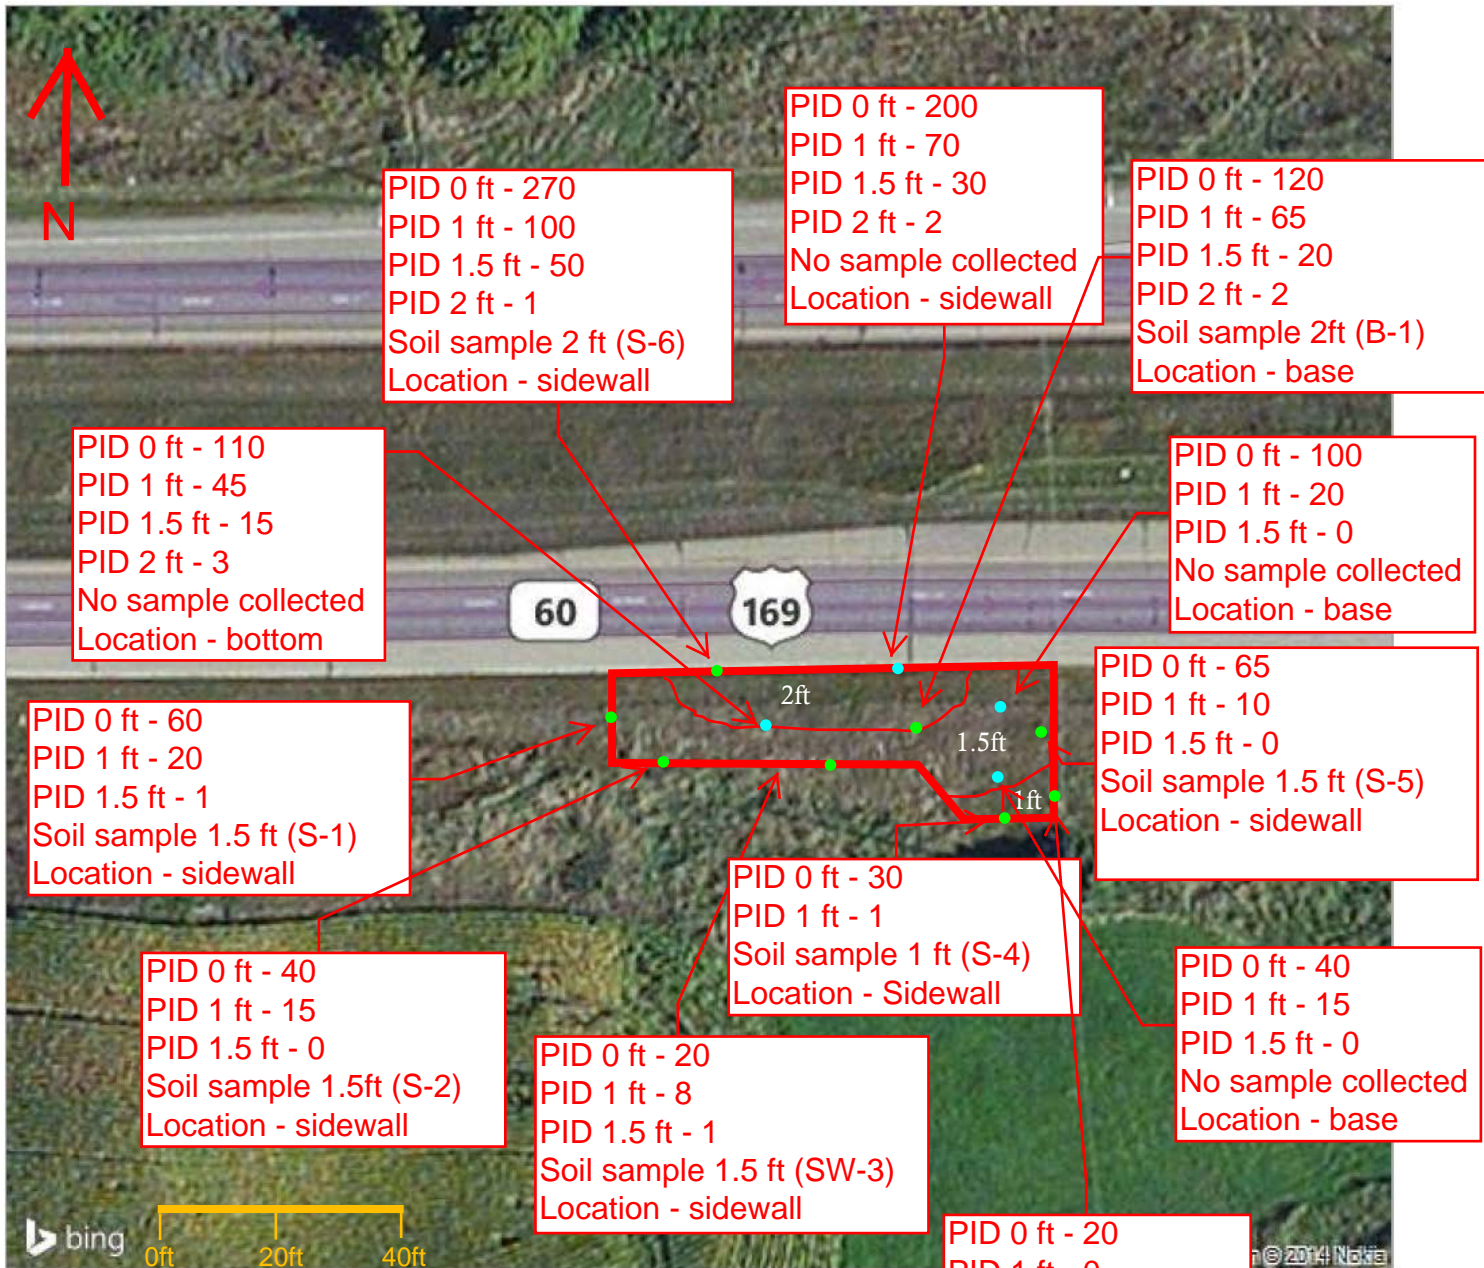 N
PID 0 ft - 200
PID 1 ft - 70
PID 1.5 ft - 30
PID 2 ft - 2
No sample collected
Location - sidewall
PID 0 ft - 270
PID 1 ft - 100
PID 1.5 ft - 50
PID 2 ft - 1
Soil sample 2 ft (S-6)
Location - sidewall
PID 0 ft - 120
PID 1 ft - 65
PID 1.5 ft - 20
PID 2 ft - 2
Soil sample 2ft (B-1)
Location - base
PID 0 ft - 110
PID 1 ft - 45
PID 1.5 ft - 15
PID 2 ft - 3
No sample collected
Location - bottom
PID 0 ft - 100
PID 1 ft - 20
PID 1.5 ft - 0
No sample collected
Location - base
60
169
2ft
1.5ft
1ft
PID 0 ft - 65
PID 1 ft - 10
PID 1.5 ft - 0
Soil sample 1.5 ft (S-5)
Location - sidewall
PID 0 ft - 60
PID 1 ft - 20
PID 1.5 ft - 1
Soil sample 1.5 ft (S-1)
Location - sidewall
PID 0 ft - 30
PID 1 ft - 1
Soil sample 1 ft (S-4)
Location - Sidewall
PID 0 ft - 40
PID 1 ft - 15
PID 1.5 ft - 0
Soil sample 1.5ft (S-2)
Location - sidewall
PID 0 ft - 40
PID 1 ft - 15
PID 1.5 ft - 0
No sample collected
Location - base
PID 0 ft - 20
PID 1 ft - 8
PID 1.5 ft - 1
Soil sample 1.5 ft (SW-3)
Location - sidewall
PID 0 ft - 20
PID 1 ft - 0
bing
0ft 20ft 40ft
© 2014 Nokia